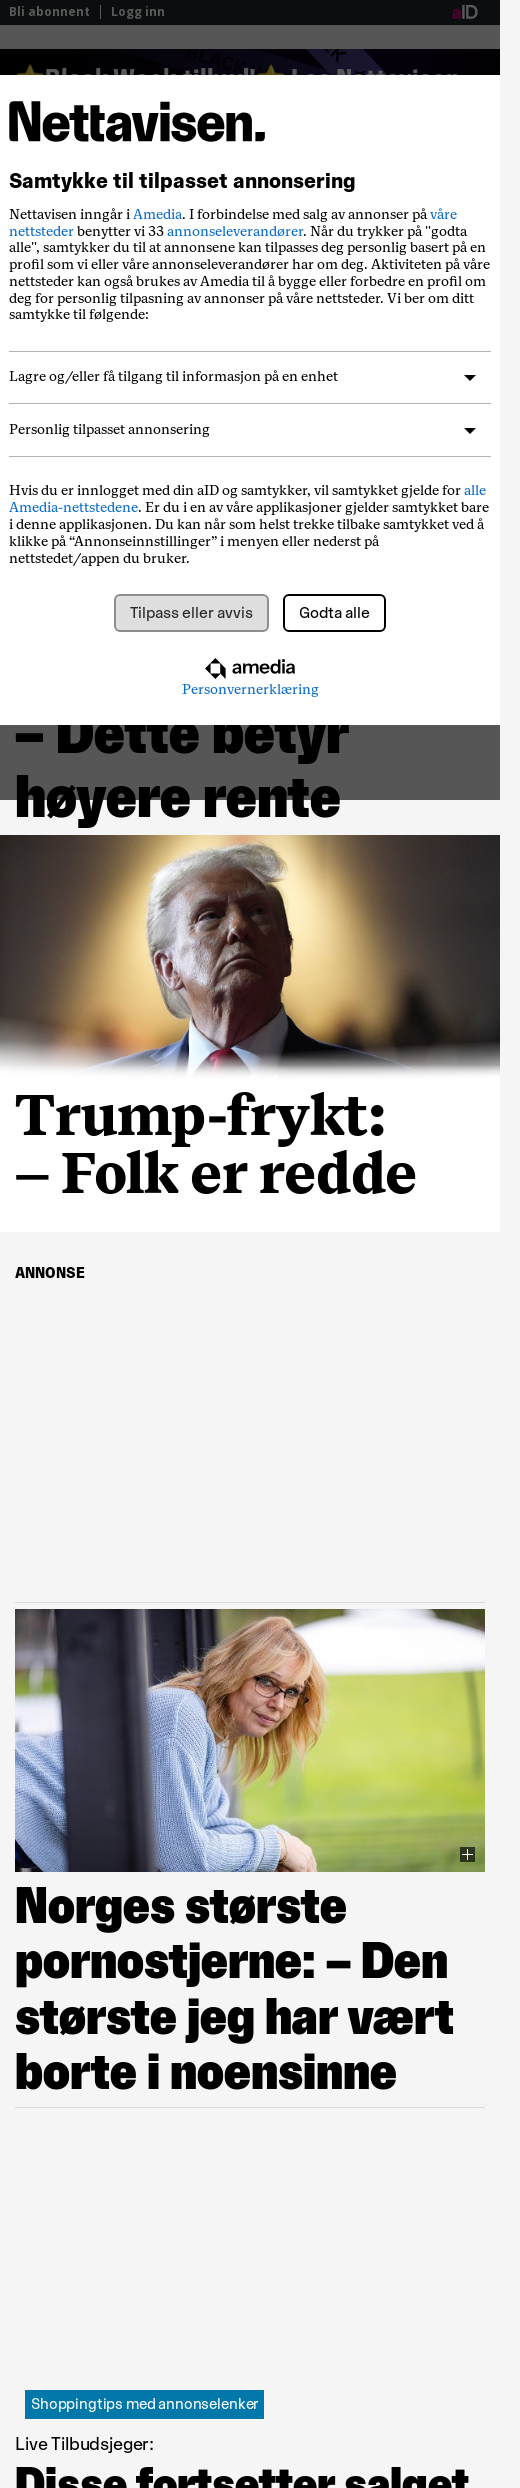 Bli abonnent | Logg inn
aID
Nettavisen.
Samtykke til tilpasset annonsering
Nettavisen inngår i Amedia. I forbindelse med salg av annonser på våre
nettsteder benytter vi 33 annonseleverandører. Når du trykker på "godta
alle", samtykker du til at annonsene kan tilpasses deg personlig basert på en
profil som vi eller våre annonseleverandører har om deg. Aktiviteten på våre
nettsteder kan også brukes av Amedia til å bygge eller forbedre en profil om
deg for personlig tilpasning av annonser på våre nettsteder. Vi ber om ditt
samtykke til følgende:
Lagre og/eller få tilgang til informasjon på en enhet
Personlig tilpasset annonsering
Hvis du er innlogget med din aID og samtykker, vil samtykket gjelde for alle
Amedia-nettstedene. Er du i en av våre applikasjoner gjelder samtykket bare
i denne applikasjonen. Du kan når som helst trekke tilbake samtykket ved å
klikke på “Annonseinnstillinger” i menyen eller nederst på
nettstedet/appen du bruker.
Tilpass eller avvis
Godta alle
amedia
Personvernerklæring
– Dette betyr
høyere rente
Trump-frykt:
– Folk er redde
ANNONSE
Norges største
pornostjerne: – Den
største jeg har vært
borte i noensinne
Shoppingtips med annonselenker
Live Tilbudsjeger:
Disse fortsetter salget